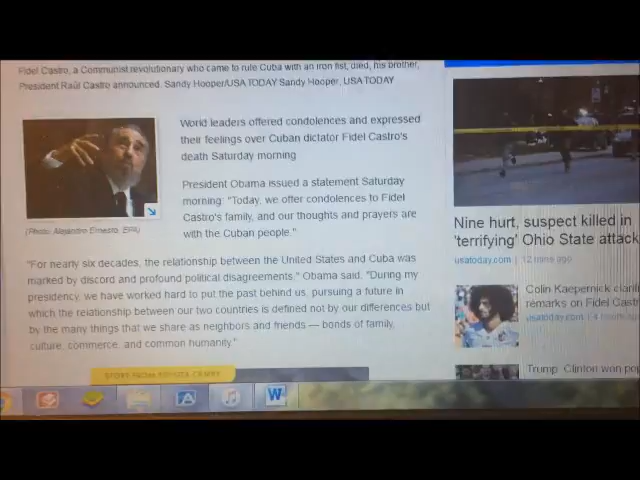 Fidel Castro, a Communist revolutionary who came to rule Cuba with an iron fist, died, his brother,
President Raúl Castro announced. Sandy Hooper/USA TODAY Sandy Hooper, USA TODAY
World leaders offered condolences and expressed
their feelings over Cuban dictator Fidel Castro's
death Saturday morning
President Obama issued a statement Saturday
morning: "Today, we offer condolences to Fidel
Castro's family, and our thoughts and prayers are
with the Cuban people."
(Photo: Alejandro Ernesto, EPA)
"For nearly six decades, the relationship between the United States and Cuba was
marked by discord and profound political disagreements." Obama said. "During my
presidency, we have worked hard to put the past behind us, pursuing a future in
which the relationship between our two countries is defined not by our differences but
by the many things that we share as neighbors and friends — bonds of family,
culture, commerce, and common humanity."
Nine hurt, suspect killed in
'terrifying' Ohio State attack
usatoday.com | 12 mins ago
Colin Kaepernick
remarks on Fidel
usatoday.com | 4 hours
Trump, Clinton won
W